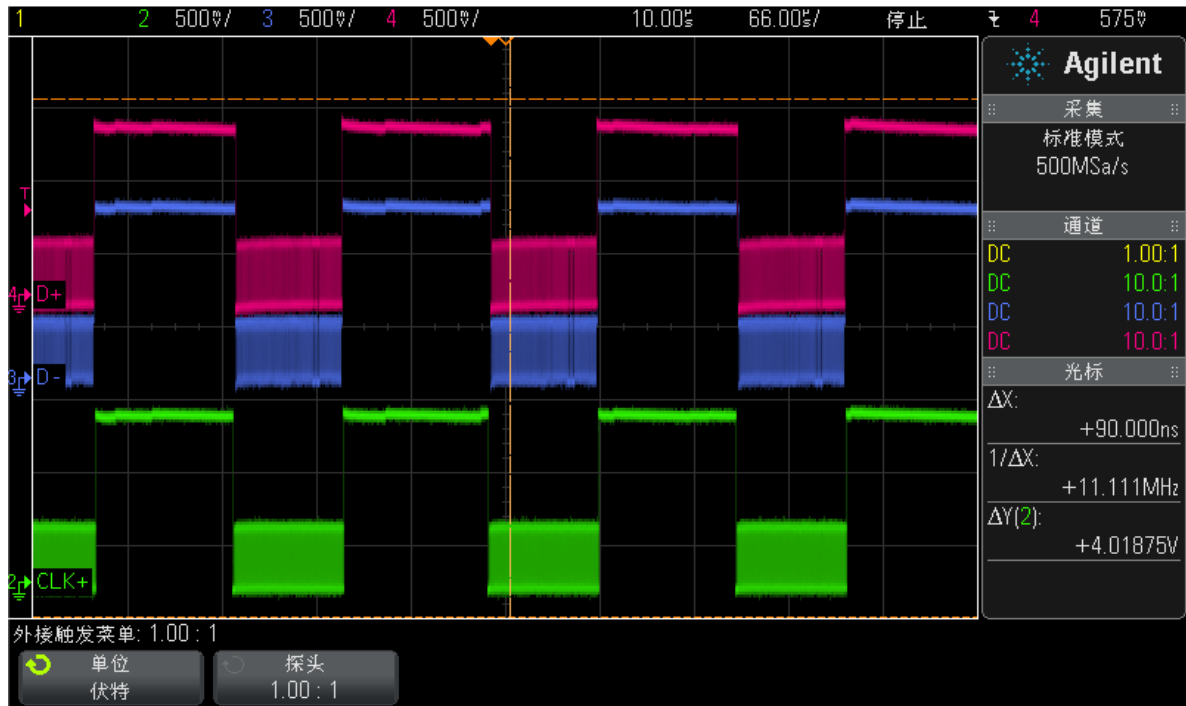 1 2 500mV/ 3 500mV/ 4 500mV/ 10.00µs 66.00µs/ 停止 4 575mV
Agilent
采集
标准模式
500MSa/s
通道
DC 1.00:1
DC 10.0:1
DC 10.0:1
DC 10.0:1
光标
ΔX:
+90.000ns
1/ΔX:
+11.111MHz
ΔY(2):
+4.01875V
T
4 D+
3 D-
2 CLK+
外接触发菜单: 1.00 : 1
单位
伏特
探头
1.00 : 1